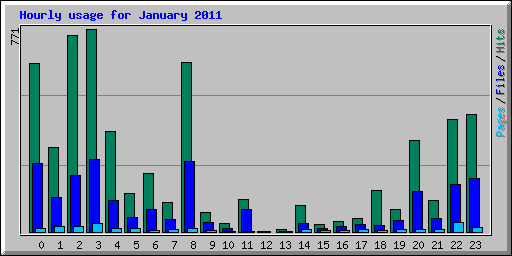 Hourly usage for January 2011
771
Pages / Files / Hits
0 1 2 3 4 5 6 7 8 9 10 11 12 13 14 15 16 17 18 19 20 21 22 23